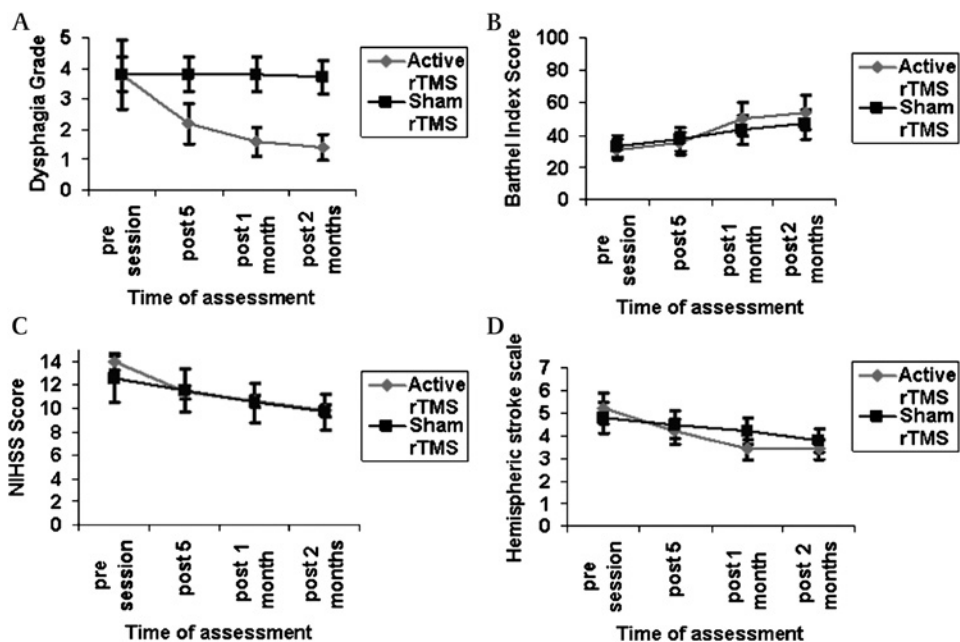 A
Dysphagia Grade
5
4
3
2
1
0
pre
session
post 5
post 1
month
post 2
months
Time of assessment
Active
rTMS
Sham
rTMS
B
Barthel Index Score
100
80
60
40
20
0
pre
session
post 5
post 1
month
post 2
months
Time of assessment
Active
rTMS
Sham
rTMS
C
NIHSS Score
14
12
10
8
6
4
2
0
pre
session
post 5
post 1
month
post 2
months
Time of assessment
Active
rTMS
Sham
rTMS
D
Hemispheric stroke scale
7
6
5
4
3
2
1
0
pre
session
post 5
post 1
month
post 2
months
Time of assessment
Active
rTMS
Sham
rTMS